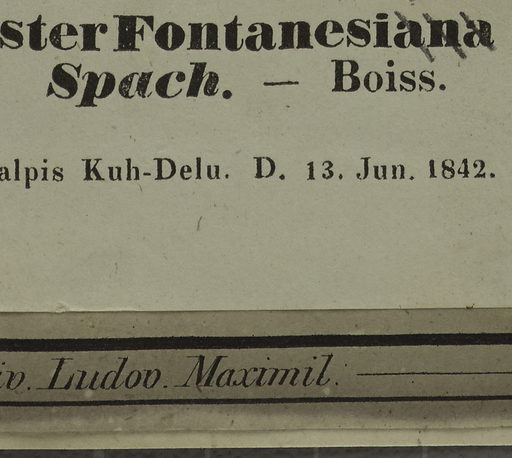 ster Fontanesiana
Spach. — Boiss.
alpis Kuh-Delu. D. 13. Jun. 1842.
iv. Ludov. Maximil.